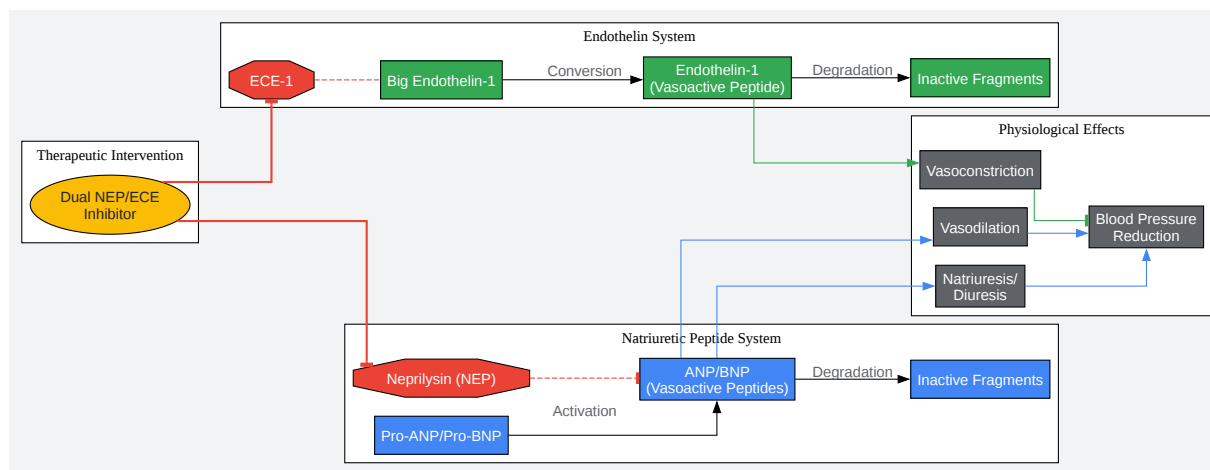 Endothelin System
ECE-1
Big Endothelin-1
Conversion
Endothelin-1
(Vasoactive Peptide)
Degradation
Inactive Fragments
Therapeutic Intervention
Dual NEP/ECE
Inhibitor
Physiological Effects
Vasoconstriction
Vasodilation
Blood Pressure
Reduction
Natriuresis/
Diuresis
Natriuretic Peptide System
Neprilysin (NEP)
ANP/BNP
(Vasoactive Peptides)
Degradation
Inactive Fragments
Activation
Pro-ANP/Pro-BNP